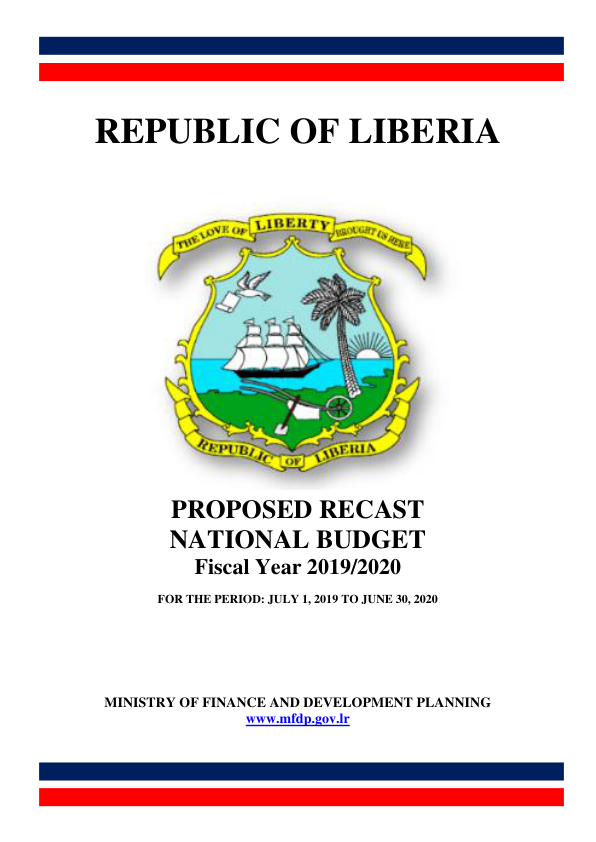 REPUBLIC OF LIBERIA
THE LOVE OF LIBERTY BROUGHT US HERE
REPUBLIC OF LIBERIA
PROPOSED RECAST
NATIONAL BUDGET
Fiscal Year 2019/2020
FOR THE PERIOD: JULY 1, 2019 TO JUNE 30, 2020
MINISTRY OF FINANCE AND DEVELOPMENT PLANNING
www.mfdp.gov.lr